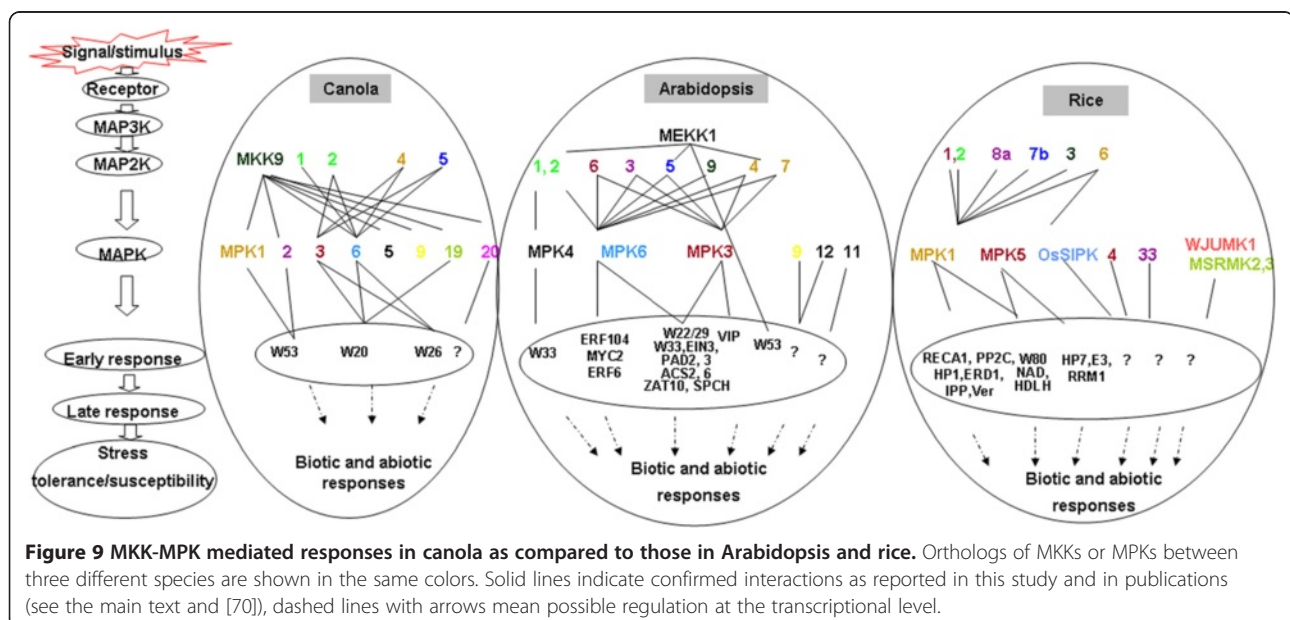 Signal/stimulus
Receptor
MAP3K
MAP2K
MAPK
Early response
Late response
Stress
tolerance/susceptibility
Canola
MKK9 1 2 4 5
MPK1 2 3 6 5 9 19 20
W53 W20 W26 ?
Biotic and abiotic
responses
Arabidopsis
MEKK1
1, 2 6 3 5 9 4 7
MPK4 MPK6 MPK3 9 12 11
W33
ERF104
MYC2
ERF6
W22/29
W33,EIN3,
PAD2, 3
ACS2, 6
ZAT10, SPCH
VIP
W53
?
?
Biotic and abiotic
responses
Rice
1,2 8a 7b 3 6
MPK1 MPK5 OsSIPK 4 33
WJUMK1
MSRMK2,3
RECA1, PP2C,
HP1,ERD1,
IPP,Ver
W80
NAD,
HDLH
HP7,E3,
RRM1
? ? ?
Biotic and abiotic
responses
Figure 9 MKK-MPK mediated responses in canola as compared to those in Arabidopsis and rice. Orthologs of MKKs or MPKs between
three different species are shown in the same colors. Solid lines indicate confirmed interactions as reported in this study and in publications
(see the main text and [70]), dashed lines with arrows mean possible regulation at the transcriptional level.